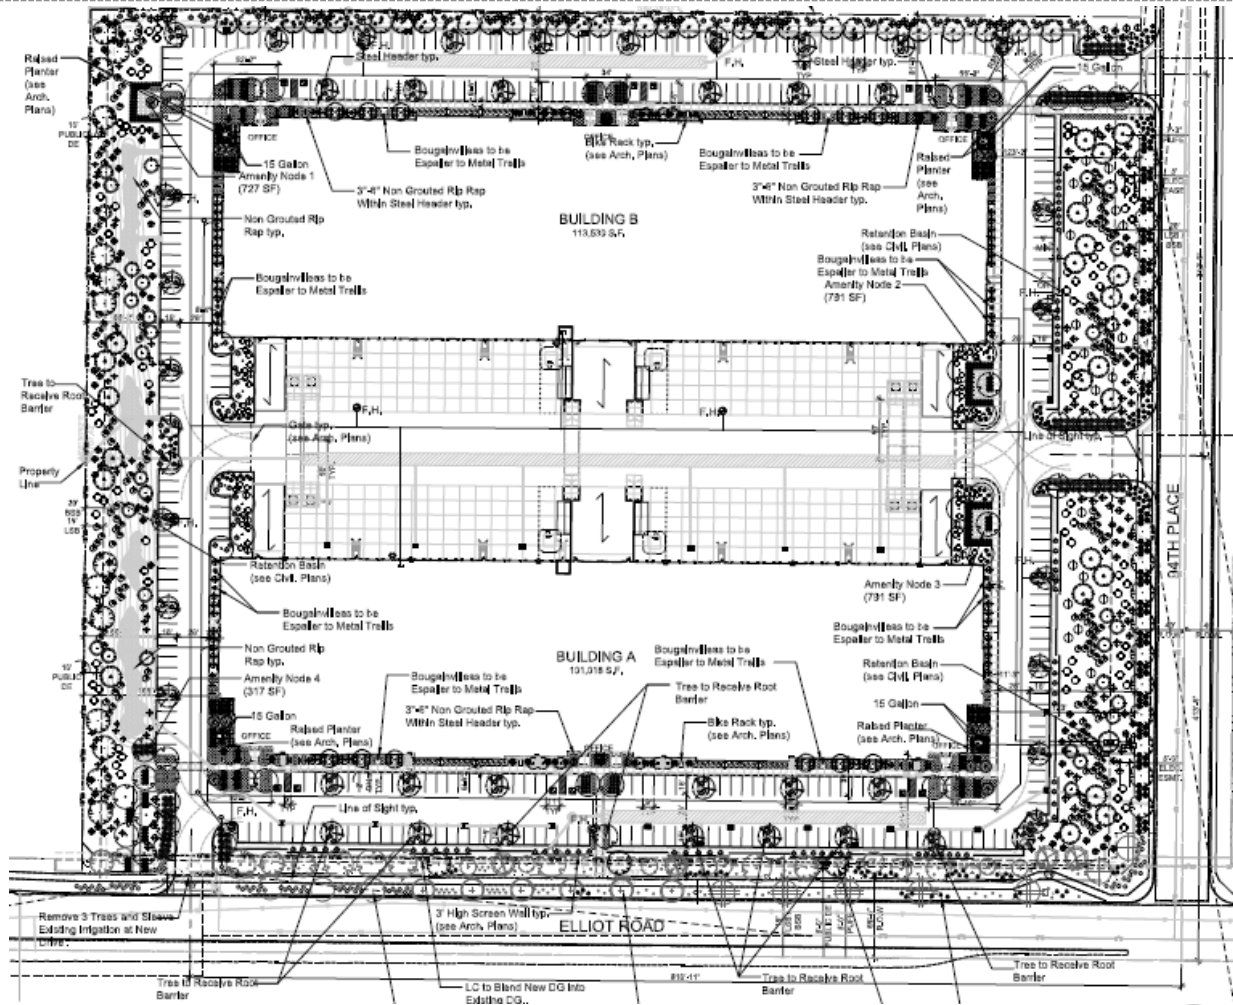 Raised
Planter
(see
Arch.
Plans)
F.H.
Steel Header typ.
F.H.
Steel Header typ.
15 Gallon
PUBLIC
DE
OFFICE
15 Gallon
Amenity Node 1
(727 SF)
Bougainvilleas to be
Espalier to Metal Trellis
Bike Rack typ.
(see Arch. Plans)
Bougainvilleas to be
Espalier to Metal Trellis
OFFICE
Raised
Planter
(see
Arch.
Plans)
3"-6" Non Grouted Rip Rap
Within Steel Header typ.
3"-6" Non Grouted Rip Rap
Within Steel Header typ.
F.H.
Non Grouted Rip
Rap typ.
BUILDING B
113,530 S.F.
Retention Basin
(see Civil. Plans)
Bougainvilleas to be
Espalier to Metal Trellis
Amenity Node 2
(791 SF)
Bougainvilleas to be
Espalier to Metal Trellis
F.H.
Tree to
Receive Root
Barrier
F.H.
F.H.
Gate typ.
(see Arch. Plans)
Line of Sight typ.
Property
Line
F.H.
94TH PLACE
Retention Basin
(see Civil. Plans)
F.H.
Amenity Node 3
(791 SF)
Bougainvilleas to be
Espalier to Metal Trellis
Bougainvilleas to be
Espalier to Metal Trellis
Non Grouted Rip
Rap typ.
BUILDING A
Bougainvilleas to be
Espalier to Metal Trellis
Retention Basin
(see Civil. Plans)
PUBLIC
DE
Amenity Node 4
(317 SF)
Bougainvilleas to be
Espalier to Metal Trellis
Tree to Receive Root
Barrier
3"-6" Non Grouted Rip Rap
Within Steel Header typ.
15 Gallon
Bike Rack typ.
(see Arch. Plans)
15 Gallon
Raised Planter
(see Arch. Plans)
Raised Planter
(see Arch. Plans)
OFFICE
OFFICE
OFFICE
F.H.
Line of Sight typ.
F.H.
Remove 3 Trees and Sleeve
Existing Irrigation at New
Drive.
3' High Screen Wall typ.
(see Arch. Plans)
ELLIOT ROAD
Tree to Receive Root
Barrier
LC to Blend New DG into
Existing DG..
Tree to Receive Root
Barrier
Tree to Receive Root
Barrier